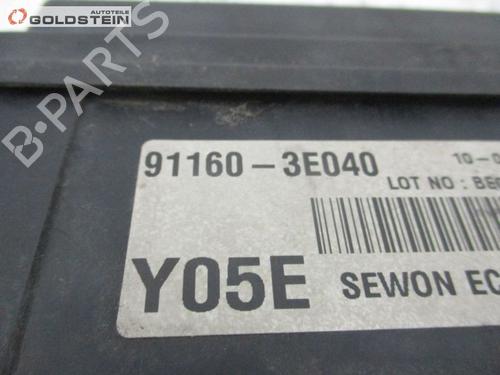 AUTOTEILE
GOLDSTEIN
B-PARTS
91160-3E040
LOT NO :
Y05E SEWON